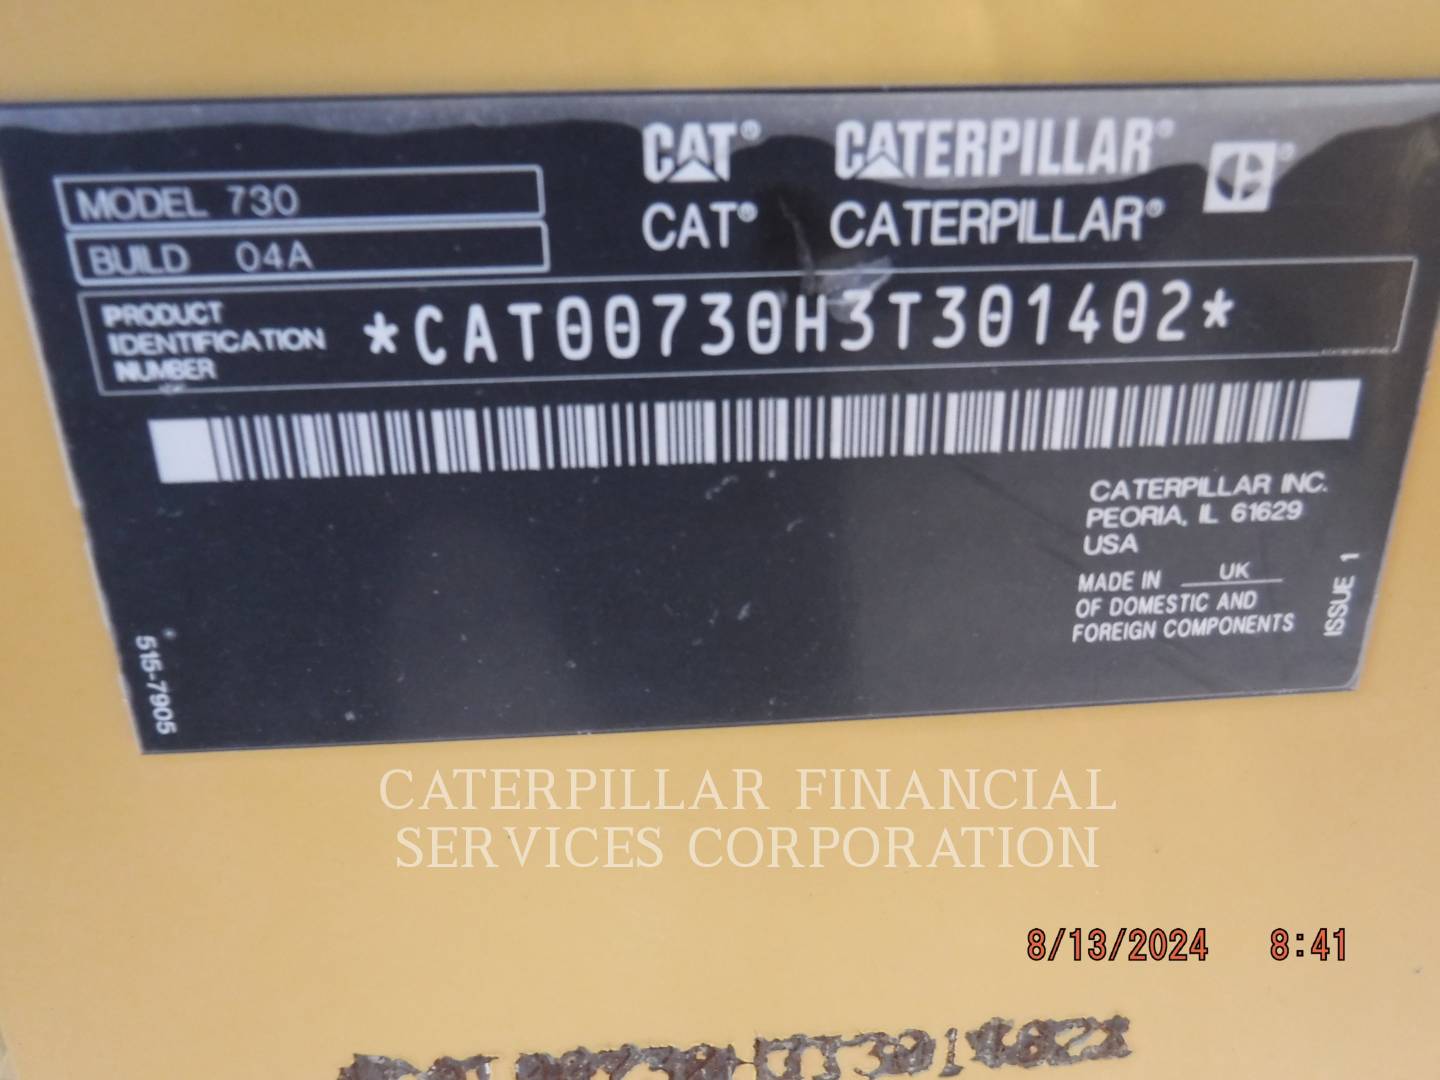 CAT® CATERPILLAR®
CAT® CATERPILLAR®
MODEL 730
BUILD 04A
PRODUCT
IDENTIFICATION
NUMBER
*CAT00730H3T301402*
CATERPILLAR INC.
PEORIA, IL 61629
USA
MADE IN UK
OF DOMESTIC AND
FOREIGN COMPONENTS
ISSUE 1
515-7905
CATERPILLAR FINANCIAL
SERVICES CORPORATION
8/13/2024 8:41